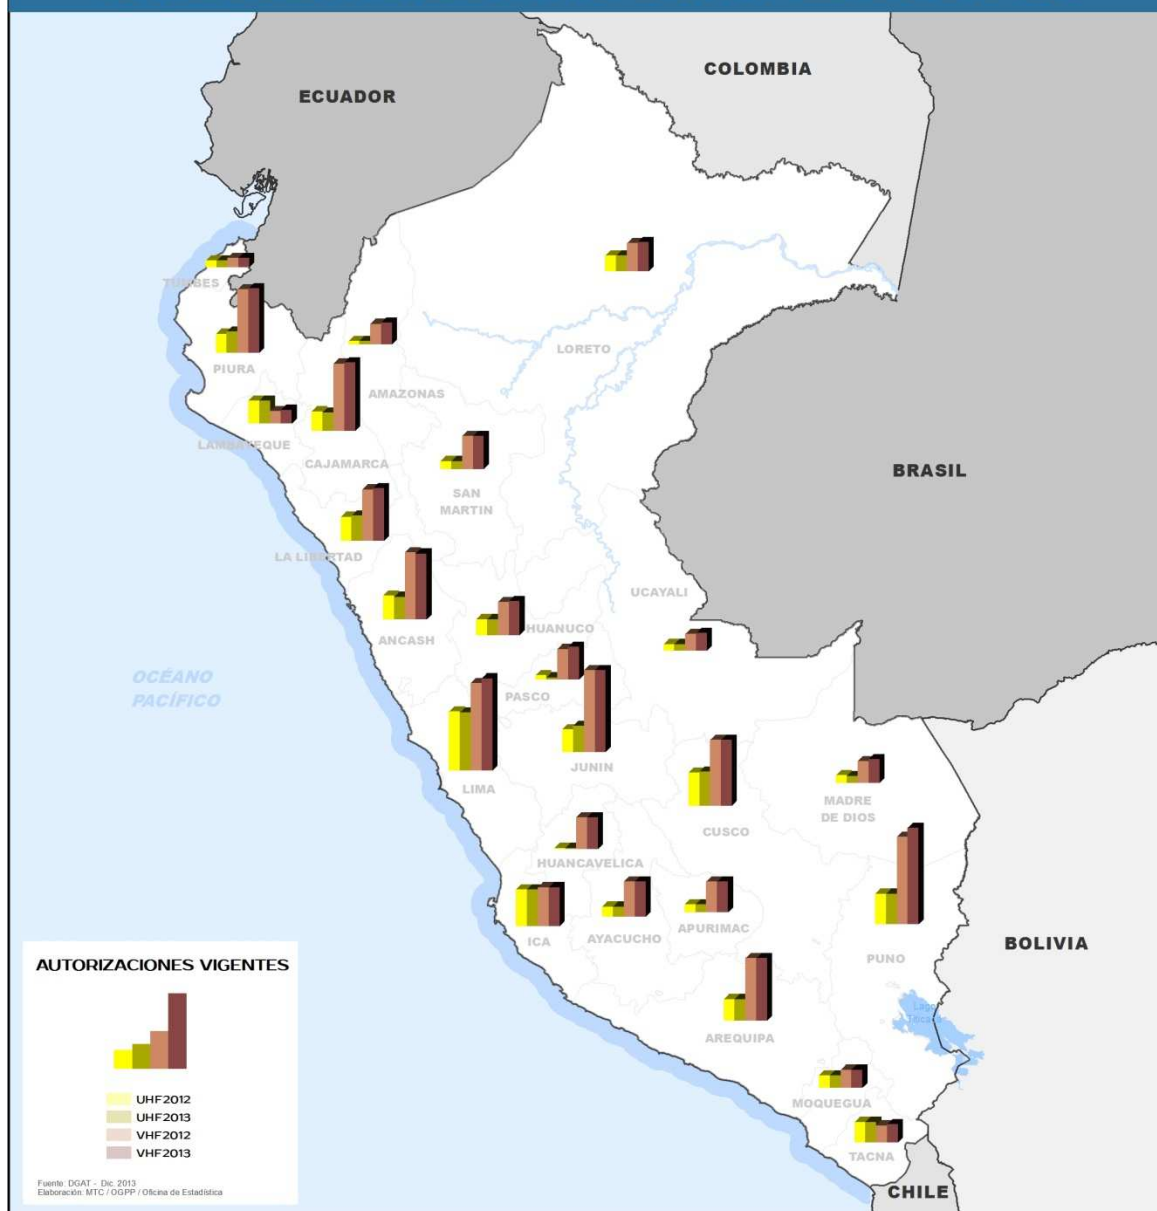 COLOMBIA
ECUADOR
TUMBES
LORETO
PIURA
AMAZONAS
LAMBAYEQUE
CAJAMARCA
BRASIL
SAN
MARTIN
LA LIBERTAD
UCAYALI
HUANUCO
ANCASH
OCÉANO
PACÍFICO
PASCO
JUNIN
LIMA
MADRE
DE DIOS
CUSCO
HUANCAVELICA
APURIMAC
ICA
AYACUCHO
BOLIVIA
PUNO
Lago
Titicaca
AREQUIPA
MOQUEGUA
TACNA
CHILE
AUTORIZACIONES VIGENTES
UHF2012
UHF2013
VHF2012
VHF2013
Fuente: DGAT - Dic. 2013
Elaboración: MTC / OGPP / Oficina de Estadística